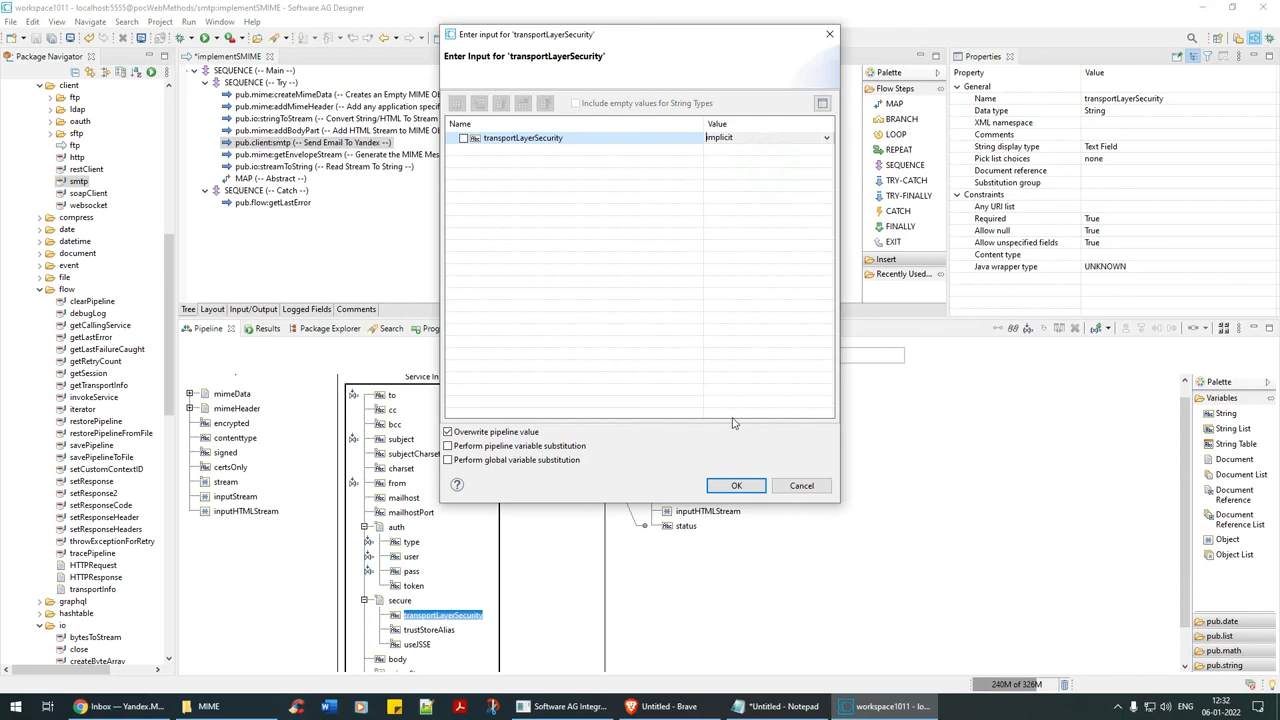 workspace1011 - localhost:5555@pocWebMethods/smtp:implementSMIME - Software AG Designer
File Edit View Navigate Search Project Run Window Help
Package Navigator
client
ftp
ldap
oauth
sftp
ftp
http
restClient
smtp
soapClient
websocket
compress
date
datetime
document
event
file
flow
clearPipeline
debugLog
getCallingService
getLastError
getLastFailureCaught
getRetryCount
getSession
getTransportInfo
invokeService
iterator
restorePipeline
restorePipelineFromFile
savePipeline
savePipelineToFile
setCustomContextID
setResponse
setResponse2
setResponseCode
setResponseHeader
setResponseHeaders
throwExceptionForRetry
tracePipeline
HTTPRequest
HTTPResponse
transportInfo
graphql
hashtable
io
bytesToStream
close
createByteArray
*implementSMIME
SEQUENCE (-- Main --)
SEQUENCE (-- Try --)
pub.mime:createMimeData (-- Creates an Empty MIME O
pub.mime:addMimeHeader (-- Add any application specif
pub.io:stringToStream (-- Convert String/HTML To Stream
pub.mime:addBodyPart (-- Add HTML Stream to MIME Ob
pub.client:smtp (-- Send Email To Yandex --)
pub.mime:getEnvelopeStream (-- Generate the MIME Mes
pub.io:streamToString (-- Read Stream To String --)
MAP (-- Abstract --)
SEQUENCE (-- Catch --)
pub.flow:getLastError
Tree Layout Input/Output Logged Fields Comments
Pipeline Results Package Explorer Search Prog
Service In
mimeData
mimeHeader
encrypted
contenttype
signed
certsOnly
stream
inputStream
inputHTMLStream
to
cc
bcc
subject
subjectCharse
charset
from
mailhost
mailhostPort
auth
type
user
pass
token
secure
transportLayerSecurity
trustStoreAlias
useJSSE
body
inputHTMLStream
status
Enter input for 'transportLayerSecurity'
Enter Input for 'transportLayerSecurity'
Include empty values for String Types
Name Value
transportLayerSecurity implicit
Overwrite pipeline value
Perform pipeline variable substitution
Perform global variable substitution
OK Cancel
Palette
Flow Steps
MAP
BRANCH
LOOP
REPEAT
SEQUENCE
TRY-CATCH
TRY-FINALLY
CATCH
FINALLY
EXIT
Insert
Recently Used...
Properties
Property Value
General
Name transportLayerSecurity
Data type String
XML namespace
Comments
String display type Text Field
Pick list choices none
Document reference
Substitution group
Constraints
Any URI list
Required True
Allow null True
Allow unspecified fields True
Content type
Java wrapper type UNKNOWN
Palette
Variables
String
String List
String Table
Document
Document List
Document
Reference
Document
Reference List
Object
Object List
pub.date
pub.list
pub.math
pub.string
240M of 326M
Inbox — Yandex.M...
MIME
Software AG Integr...
Untitled - Brave
*Untitled - Notepad
workspace1011 - lo...
12:32
06-01-2022